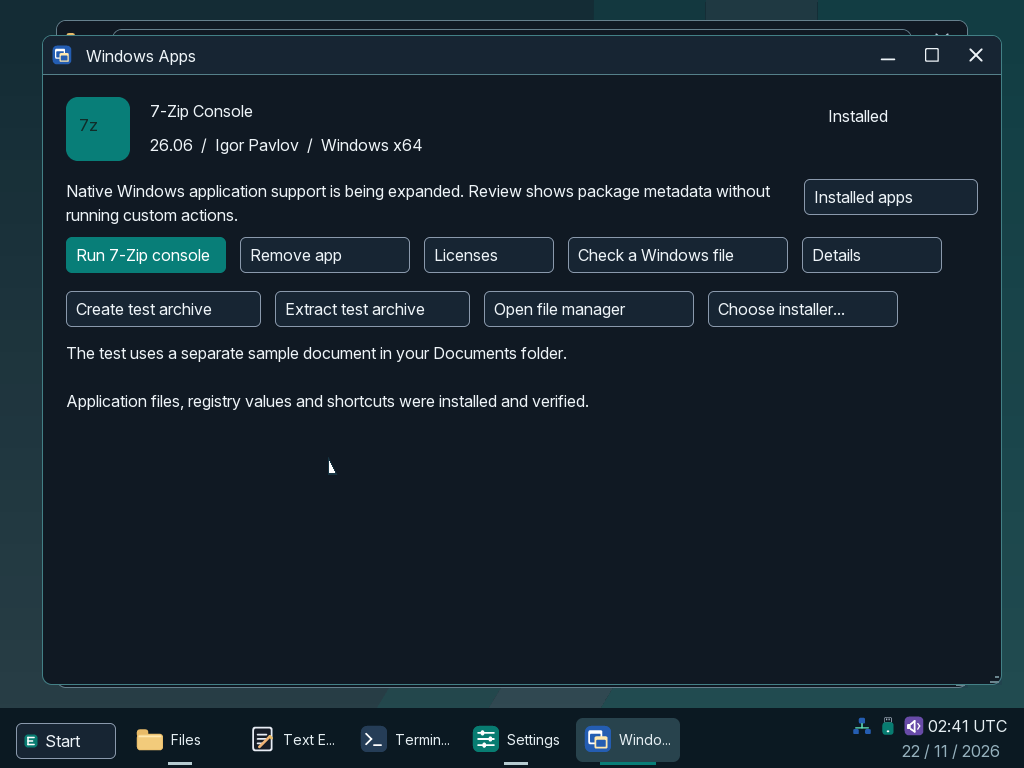 Windows Apps
7z
7-Zip Console
26.06 / Igor Pavlov / Windows x64
Installed
Native Windows application support is being expanded. Review shows package metadata without
running custom actions.
Installed apps
Run 7-Zip console
Remove app
Licenses
Check a Windows file
Details
Create test archive
Extract test archive
Open file manager
Choose installer...
The test uses a separate sample document in your Documents folder.
Application files, registry values and shortcuts were installed and verified.
E
Start
Files
Text E...
Termin...
Settings
Windo...
02:41 UTC
22 / 11 / 2026